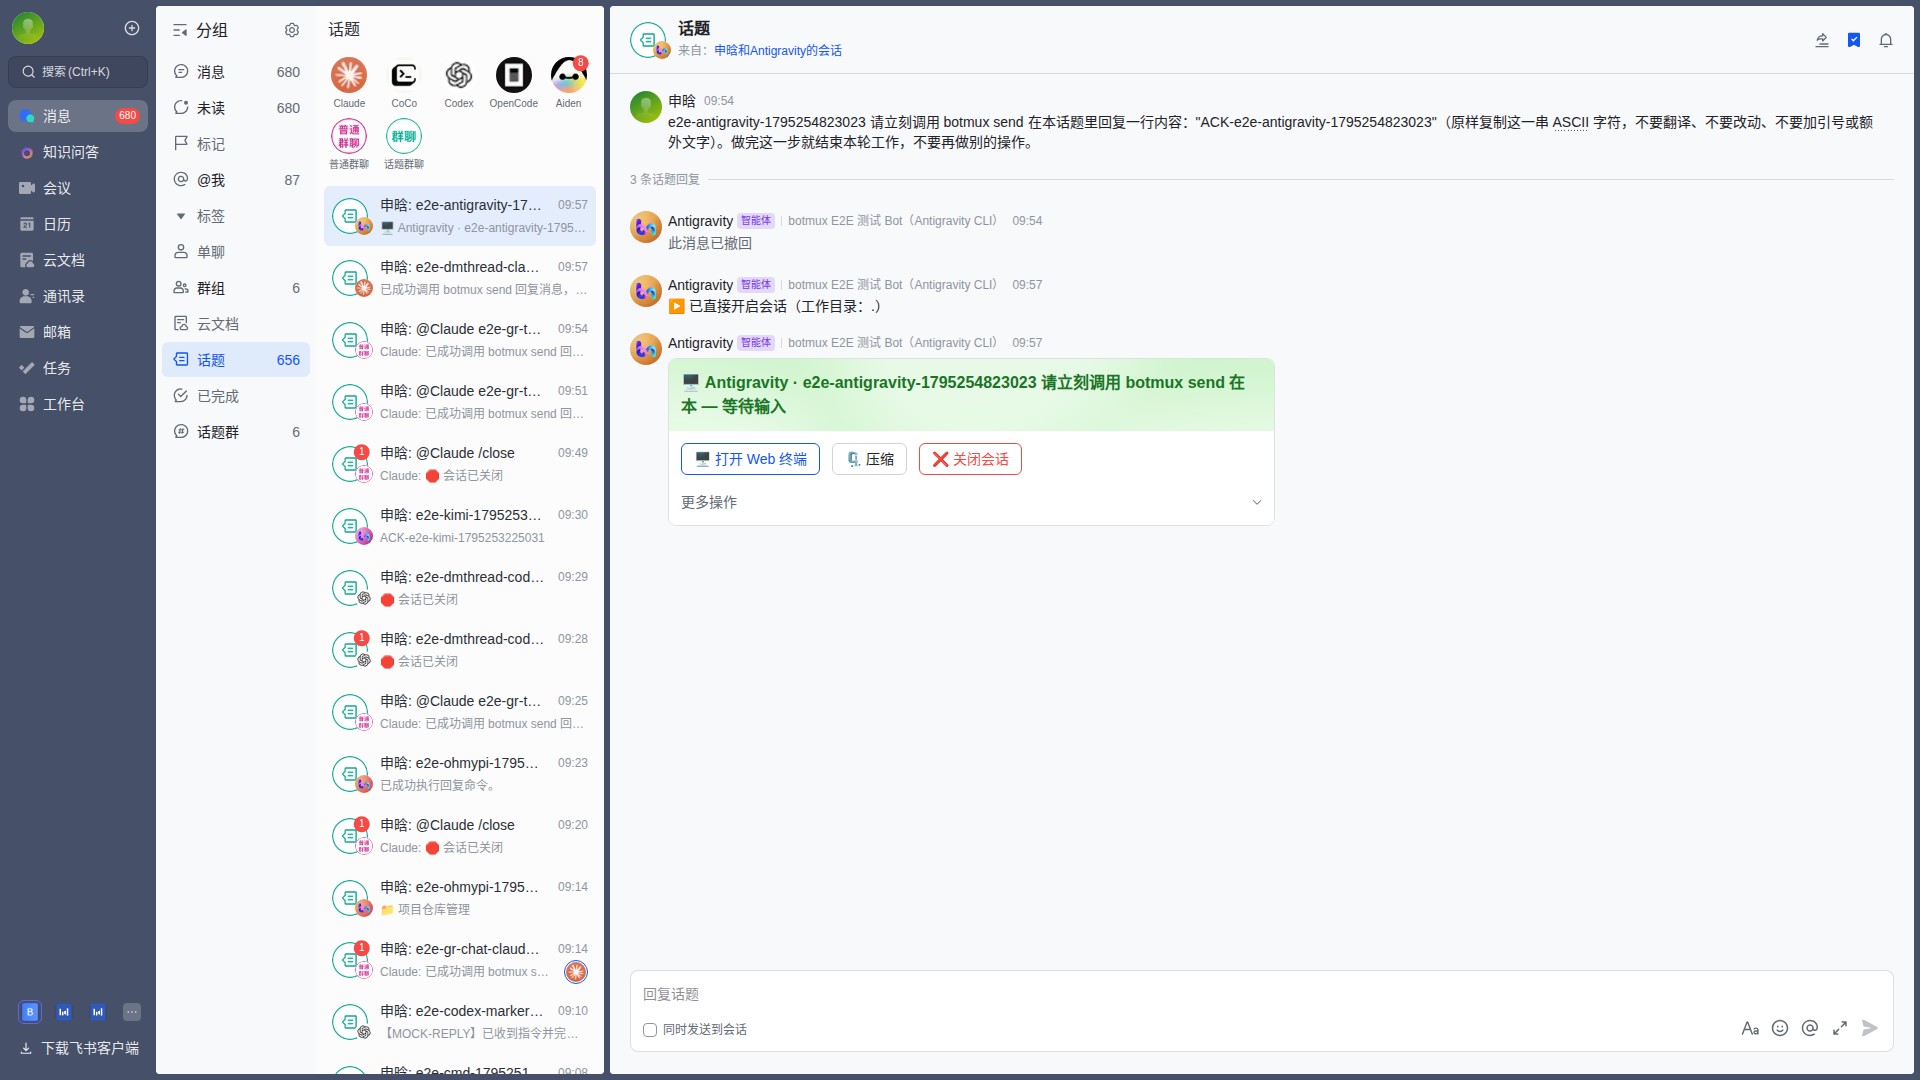 搜索 (Ctrl+K)
消息 680
知识问答
会议
日历
云文档
通讯录
邮箱
任务
工作台
下载飞书客户端
分组
消息 680
未读 680
标记
@我 87
标签
单聊
群组 6
云文档
话题 656
已完成
话题群 6
话题
8
Claude CoCo Codex OpenCode Aiden
普通群聊 群聊
普通群聊 话题群聊
申晗: e2e-antigravity-17... 09:57
Antigravity · e2e-antigravity-1795...
申晗: e2e-dmthread-cla... 09:57
已成功调用 botmux send 回复消息，...
申晗: @Claude e2e-gr-t... 09:54
Claude: 已成功调用 botmux send 回...
申晗: @Claude e2e-gr-t... 09:51
Claude: 已成功调用 botmux send 回...
1
申晗: @Claude /close 09:49
Claude: 会话已关闭
申晗: e2e-kimi-1795253... 09:30
ACK-e2e-kimi-1795253225031
申晗: e2e-dmthread-cod... 09:29
会话已关闭
1
申晗: e2e-dmthread-cod... 09:28
会话已关闭
申晗: @Claude e2e-gr-t... 09:25
Claude: 已成功调用 botmux send 回...
申晗: e2e-ohmypi-1795... 09:23
已成功执行回复命令。
1
申晗: @Claude /close 09:20
Claude: 会话已关闭
申晗: e2e-ohmypi-1795... 09:14
项目仓库管理
1
申晗: e2e-gr-chat-claud... 09:14
Claude: 已成功调用 botmux s...
申晗: e2e-codex-marker... 09:10
【MOCK-REPLY】已收到指令并完...
申晗: e2e-cmd-1795251... 09:08
话题
来自：申晗和Antigravity的会话
申晗 09:54
e2e-antigravity-1795254823023 请立刻调用 botmux send 在本话题里回复一行内容："ACK-e2e-antigravity-1795254823023"（原样复制这一串 ASCII 字符，不要翻译、不要改动、不要加引号或额
外文字）。做完这一步就结束本轮工作，不要再做别的操作。
3 条话题回复
Antigravity 智能体 botmux E2E 测试 Bot（Antigravity CLI） 09:54
此消息已撤回
Antigravity 智能体 botmux E2E 测试 Bot（Antigravity CLI） 09:57
已直接开启会话（工作目录：.）
Antigravity 智能体 botmux E2E 测试 Bot（Antigravity CLI） 09:57
Antigravity · e2e-antigravity-1795254823023 请立刻调用 botmux send 在
本 — 等待输入
打开 Web 终端 压缩 关闭会话
更多操作
回复话题
同时发送到会话